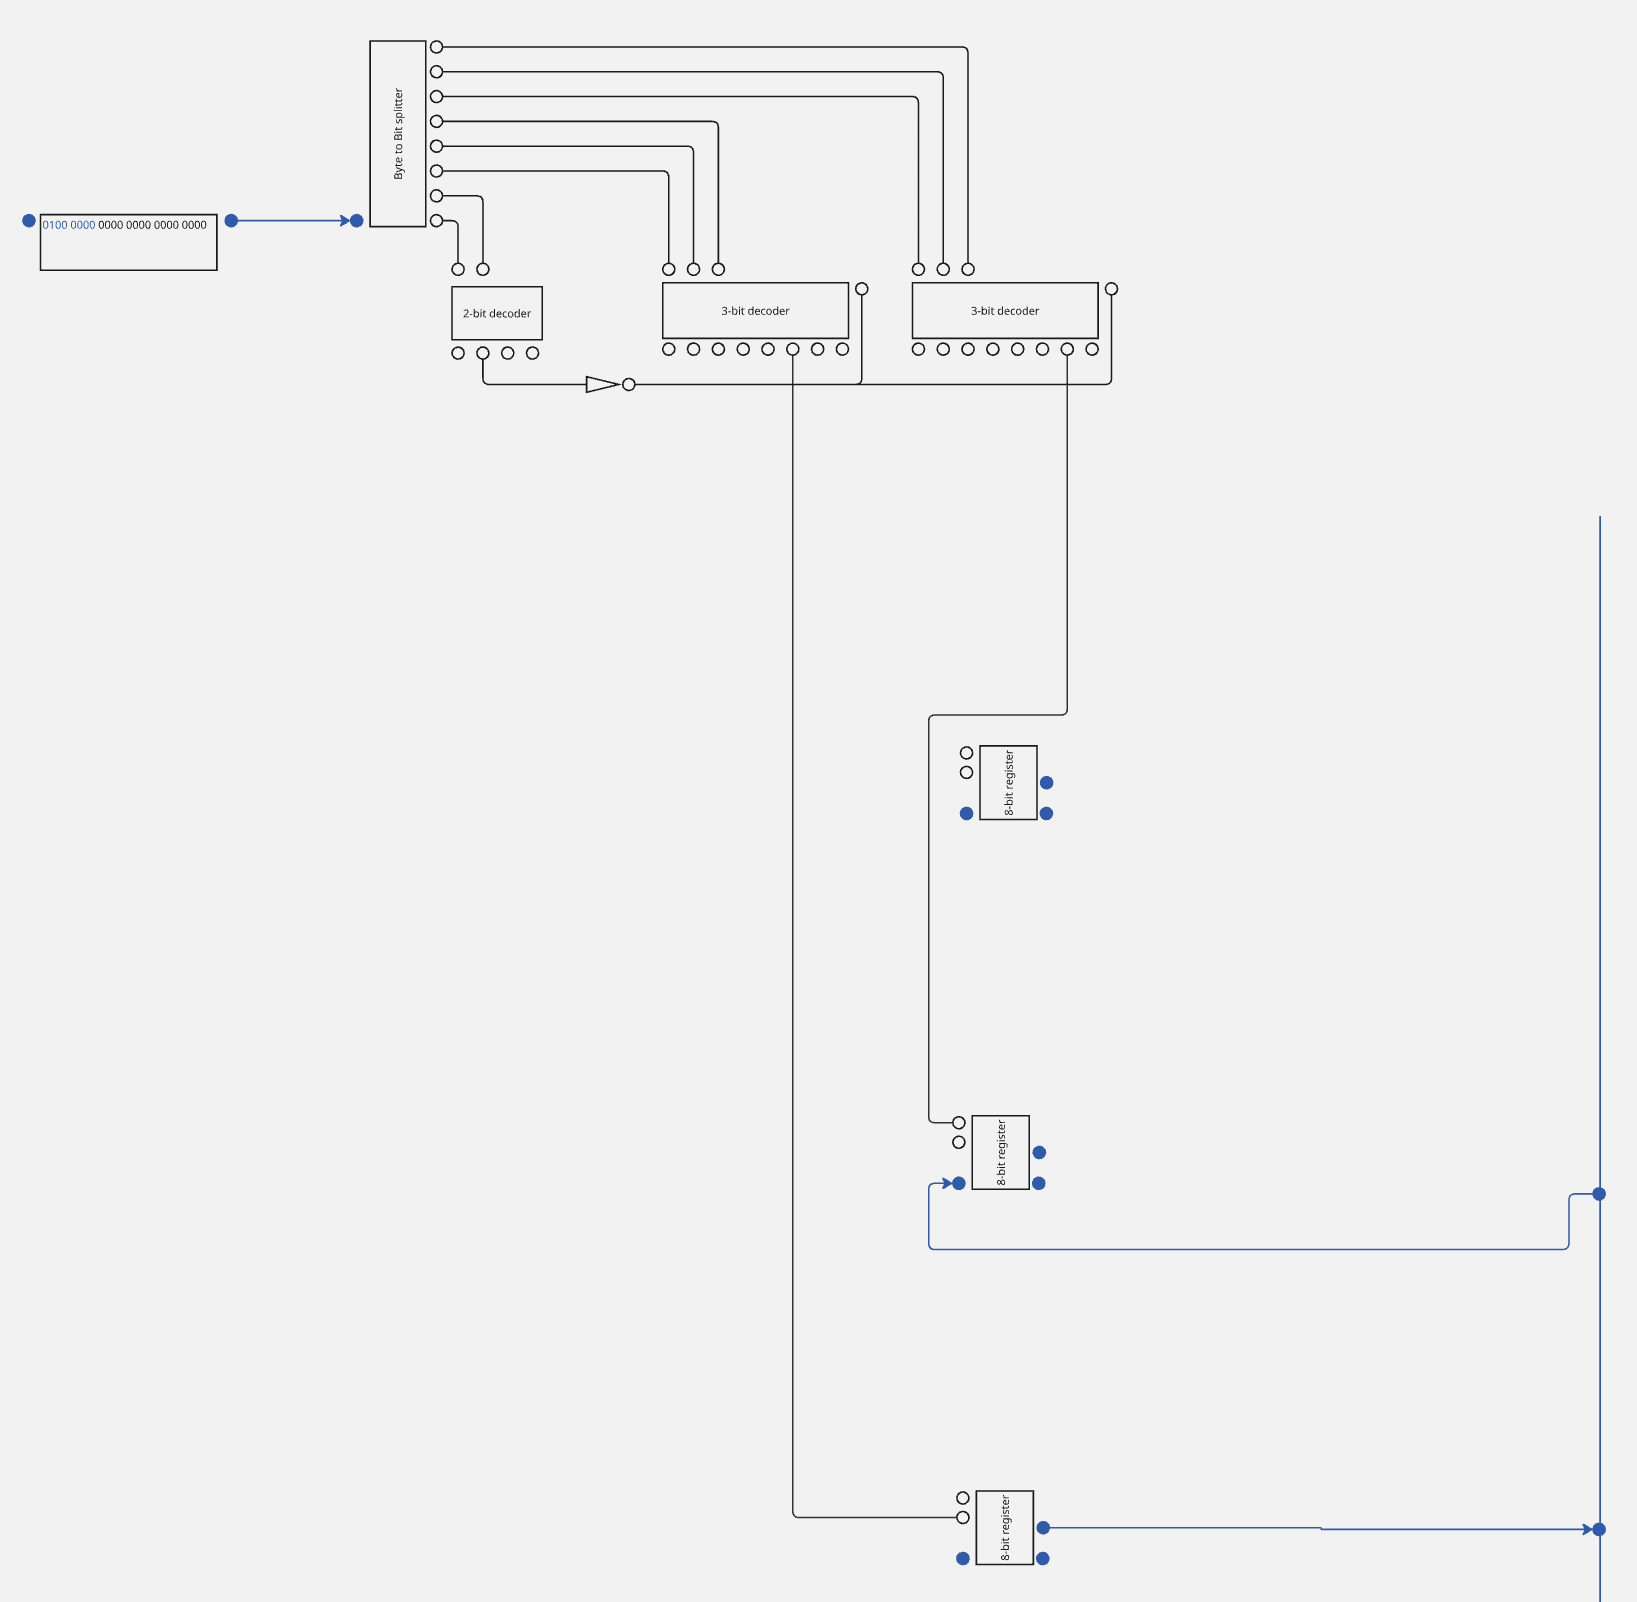 Byte to Bit splitter
0100 0000 0000 0000 0000 0000
2-bit decoder
3-bit decoder
3-bit decoder
8-bit register
8-bit register
8-bit register